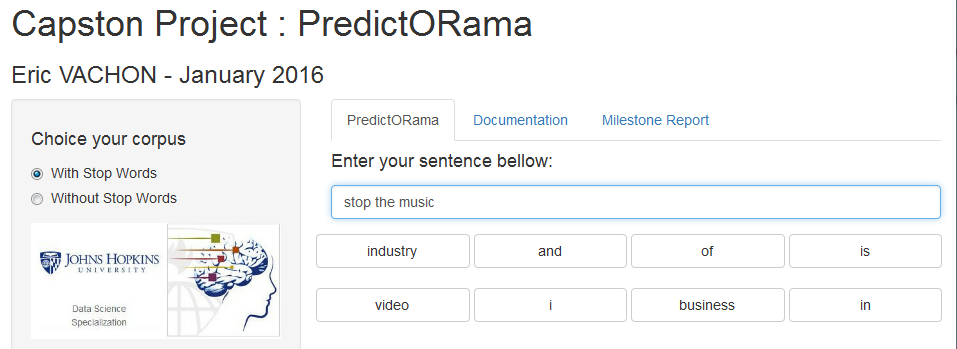 Capston Project : PredictORama
Eric VACHON - January 2016
Choice your corpus
With Stop Words
Without Stop Words
JOHNS HOPKINS
UNIVERSITY
Data Science
Specialization
PredictORama Documentation Milestone Report
Enter your sentence bellow:
stop the music
industry and of is
video i business in